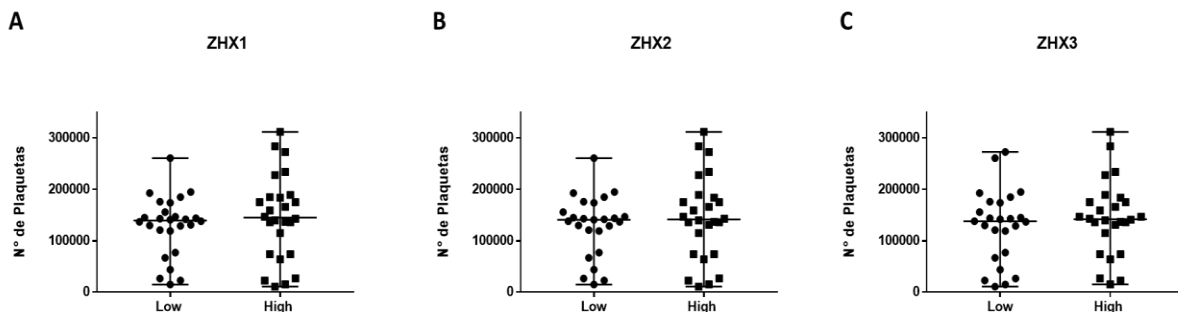 A
ZHX1
N° de Plaquetas
300000
200000
100000
0
Low
High
B
ZHX2
N° de Plaquetas
300000
200000
100000
0
Low
High
C
ZHX3
N° de Plaquetas
300000
200000
100000
0
Low
High